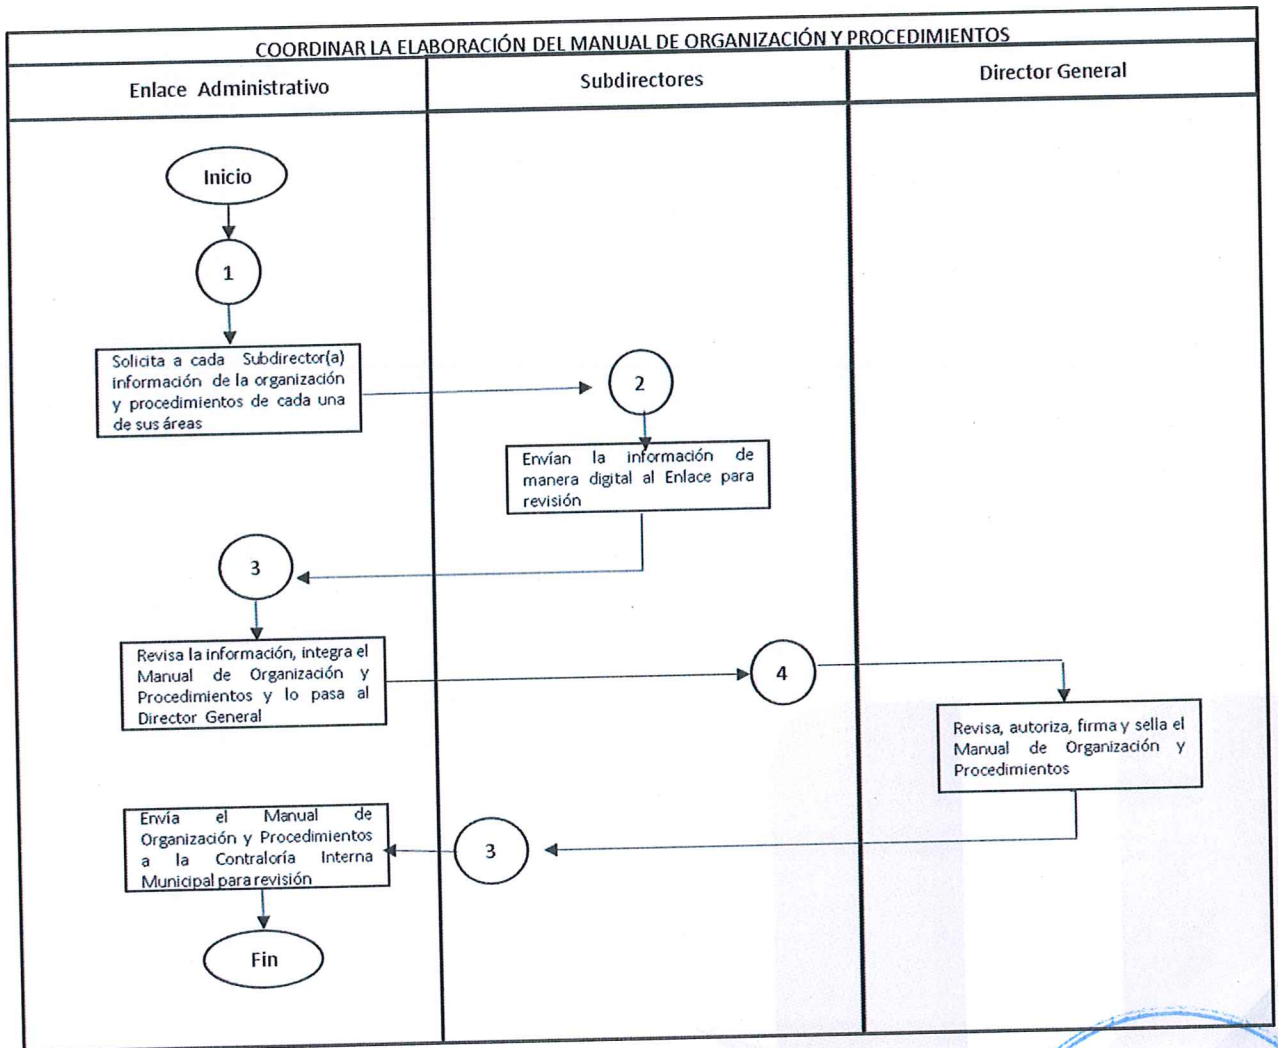 COORDINAR LA ELABORACIÓN DEL MANUAL DE ORGANIZACIÓN Y PROCEDIMIENTOS
Enlace Administrativo
Subdirectores
Director General
Inicio
1
Solicita a cada Subdirector(a)
información de la organización
y procedimientos de cada una
de sus áreas
2
Envían la información de
manera digital al Enlace para
revisión
3
Revisa la información, integra el
Manual de Organización y
Procedimientos y lo pasa al
Director General
4
Revisa, autoriza, firma y sella el
Manual de Organización y
Procedimientos
3
Envía el Manual de
Organización y Procedimientos
a la Contraloría Interna
Municipal para revisión
Fin